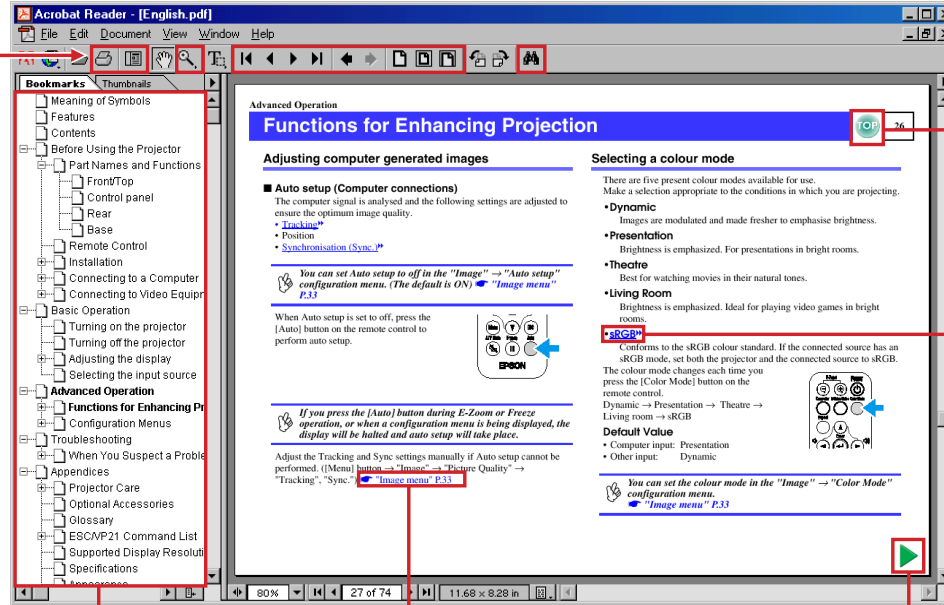 Acrobat Reader - [English.pdf]
File Edit Document View Window Help
Bookmarks Thumbnails
Meaning of Symbols
Features
Contents
Before Using the Projector
Part Names and Functions
Front/Top
Control panel
Rear
Base
Remote Control
Installation
Connecting to a Computer
Connecting to Video Equipr
Basic Operation
Turning on the projector
Turning off the projector
Adjusting the display
Selecting the input source
Advanced Operation
Functions for Enhancing Pr
Configuration Menus
Troubleshooting
When You Suspect a Proble
Appendices
Projector Care
Optional Accessories
Glossary
ESC/VP21 Command List
Supported Display Resoluti
Specifications
Appearance
Advanced Operation
Functions for Enhancing Projection
TOP
26
Adjusting computer generated images
■ Auto setup (Computer connections)
The computer signal is analysed and the following settings are adjusted to
ensure the optimum image quality.
• Tracking
• Position
• Synchronisation (Sync.)
You can set Auto setup to off in the "Image" → "Auto setup"
configuration menu. (The default is ON) ☛ "Image menu"
P.33
When Auto setup is set to off, press the
[Auto] button on the remote control to
perform auto setup.
EPSON
If you press the [Auto] button during E-Zoom or Freeze
operation, or when a configuration menu is being displayed, the
display will be halted and auto setup will take place.
Adjust the Tracking and Sync settings manually if Auto setup cannot be
performed. ([Menu] button → "Image" → "Picture Quality" →
"Tracking", "Sync.") ☛ "Image menu" P.33
Selecting a colour mode
There are five present colour modes available for use.
Make a selection appropriate to the conditions in which you are projecting.
•Dynamic
Images are modulated and made fresher to emphasise brightness.
•Presentation
Brightness is emphasized. For presentations in bright rooms.
•Theatre
Best for watching movies in their natural tones.
•Living Room
Brightness is emphasized. Ideal for playing video games in bright
rooms.
•sRGB
Conforms to the sRGB colour standard. If the connected source has an
sRGB mode, set both the projector and the connected source to sRGB.
The colour mode changes each time you
press the [Color Mode] button on the
remote control.
Dynamic → Presentation → Theatre →
Living room → sRGB
Default Value
• Computer input: Presentation
• Other input: Dynamic
You can set the colour mode in the "Image" → "Color Mode"
configuration menu.
☛ "Image menu" P.33
80% 27 of 74 11.68 × 8.28 in